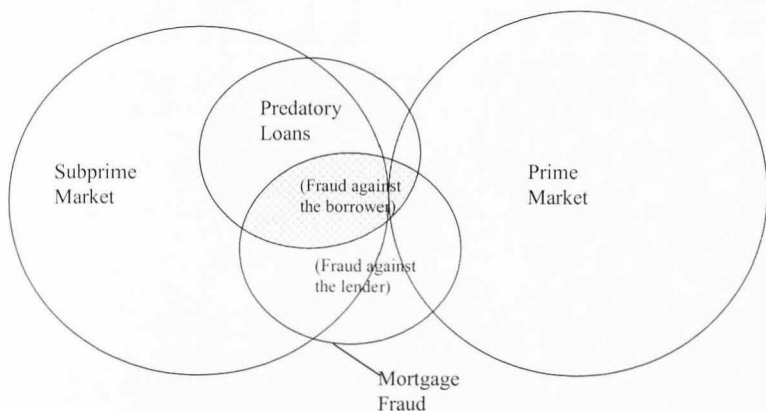 Predatory
Loans
Subprime
Market
Prime
Market
(Fraud against
the borrower)
(Fraud against
the lender)
Mortgage
Fraud